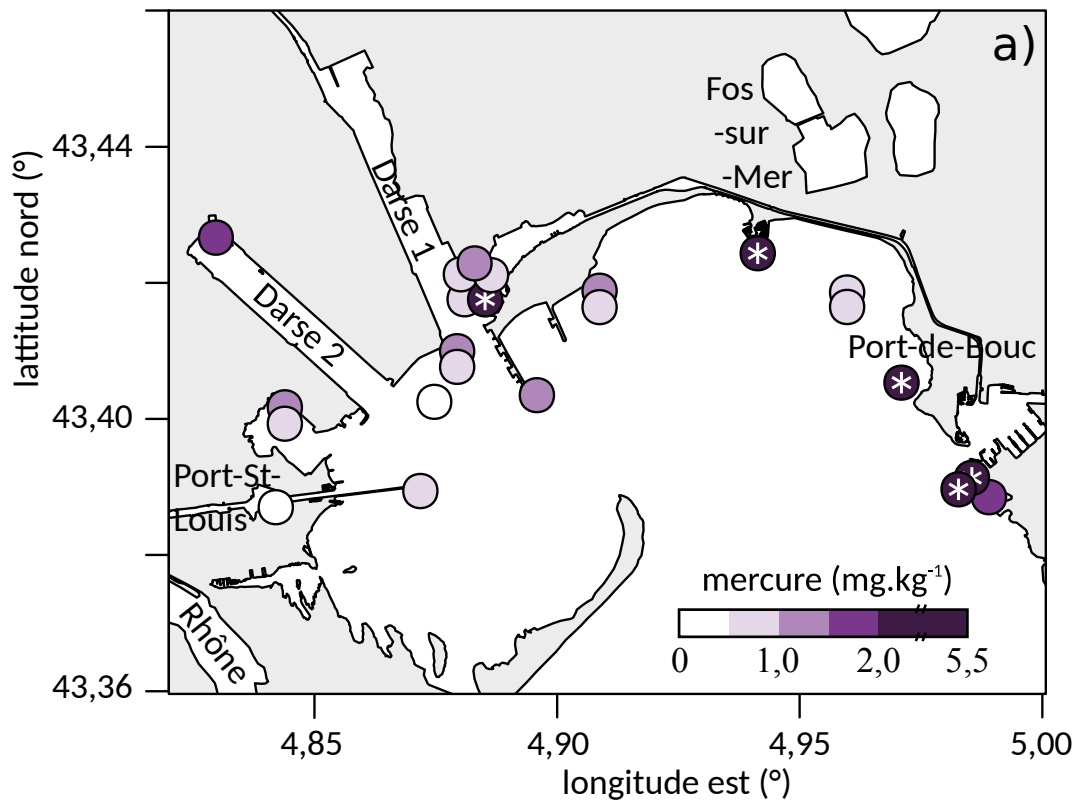 a)
Fos
-sur
-Mer
43,44
Darse 1
lattitude nord (°)
Darse 2
Port-de-Bouc
43,40
Port-St-
Louis
mercure (mg.kg⁻¹)
Rhône
0 1,0 2,0 5,5
43,36
4,85 4,90 4,95 5,00
longitude est (°)